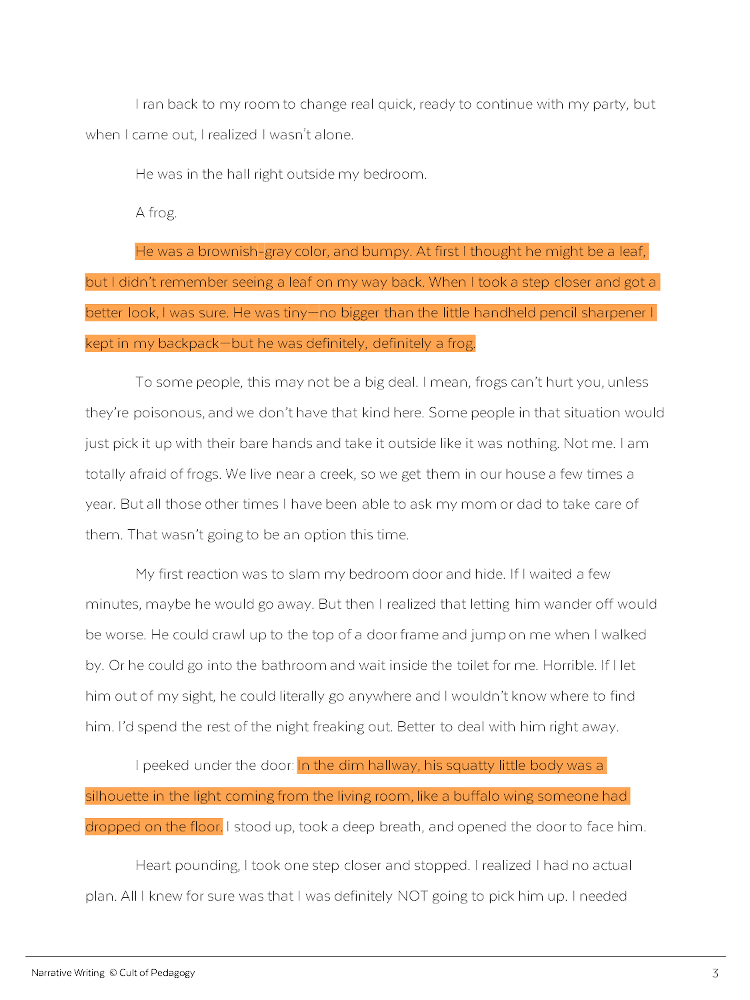 I ran back to my room to change real quick, ready to continue with my party, but
when I came out, I realized I wasn't alone.
He was in the hall right outside my bedroom.
A frog.
He was a brownish-gray color, and bumpy. At first I thought he might be a leaf,
but I didn't remember seeing a leaf on my way back. When I took a step closer and got a
better look, I was sure. He was tiny—no bigger than the little handheld pencil sharpener I
kept in my backpack—but he was definitely, definitely a frog.
To some people, this may not be a big deal. I mean, frogs can't hurt you, unless
they're poisonous, and we don't have that kind here. Some people in that situation would
just pick it up with their bare hands and take it outside like it was nothing. Not me. I am
totally afraid of frogs. We live near a creek, so we get them in our house a few times a
year. But all those other times I have been able to ask my mom or dad to take care of
them. That wasn't going to be an option this time.
My first reaction was to slam my bedroom door and hide. If I waited a few
minutes, maybe he would go away. But then I realized that letting him wander off would
be worse. He could crawl up to the top of a door frame and jump on me when I walked
by. Or he could go into the bathroom and wait inside the toilet for me. Horrible. If I let
him out of my sight, he could literally go anywhere and I wouldn't know where to find
him. I'd spend the rest of the night freaking out. Better to deal with him right away.
I peeked under the door: In the dim hallway, his squatty little body was a
silhouette in the light coming from the living room, like a buffalo wing someone had
dropped on the floor. I stood up, took a deep breath, and opened the door to face him.
Heart pounding, I took one step closer and stopped. I realized I had no actual
plan. All I knew for sure was that I was definitely NOT going to pick him up. I needed
Narrative Writing © Cult of Pedagogy
3